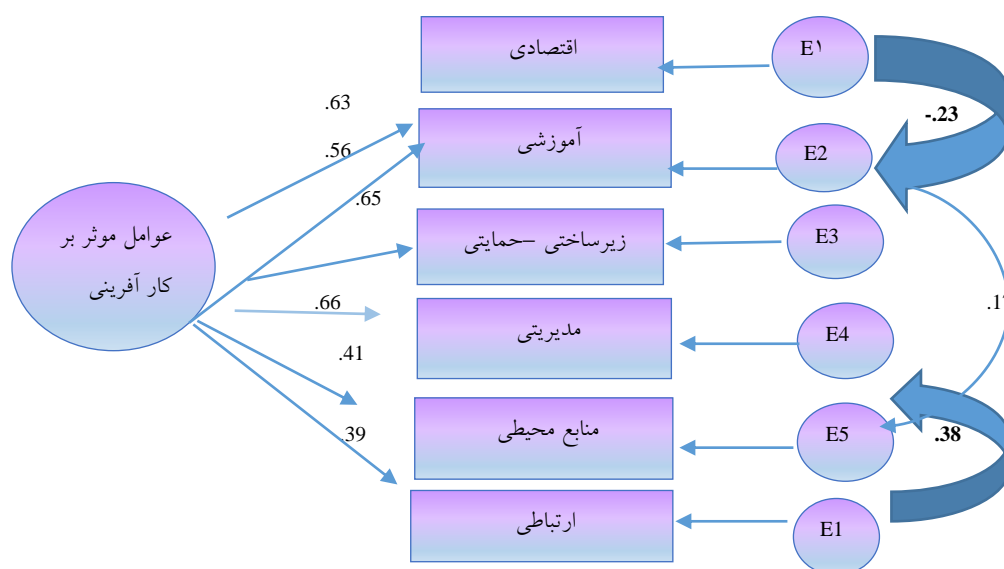 اقتصادی
E۱
.63
-.23
آموزشی
E2
.56
.65
عوامل موثر بر
کار آفرینی
زیرساختی –حمایتی
E3
.66
مدیریتی
E4
.41
منابع محیطی
E5
.38
.39
ارتباطی
E1